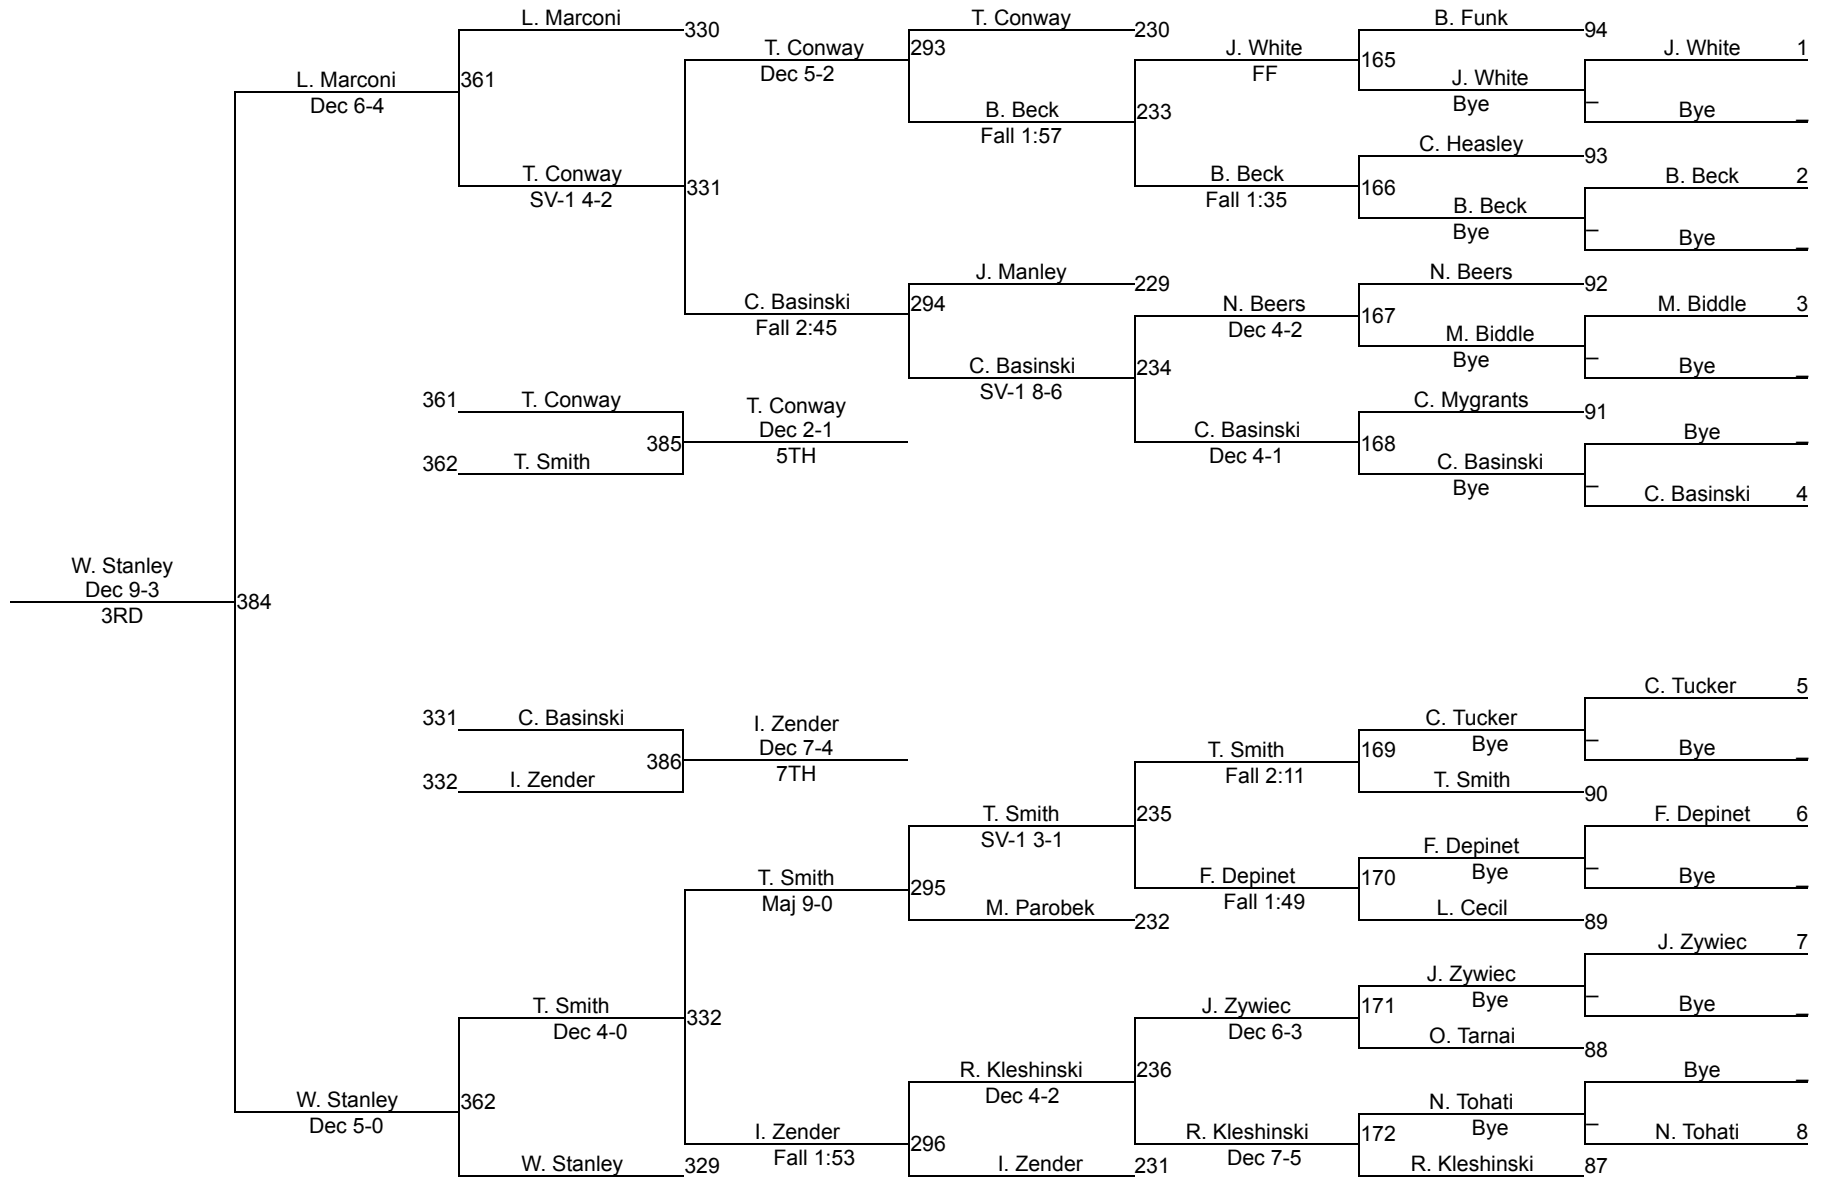 L. Marconi
330
T. Conway
230
B. Funk
94
T. Conway
293
J. White
165
J. White
1
L. Marconi
361
Dec 5-2
FF
J. White
Dec 6-4
Bye
_
B. Beck
233
Bye
_
Fall 1:57
C. Heasley
93
T. Conway
331
B. Beck
166
B. Beck
2
SV-1 4-2
Fall 1:35
B. Beck
Bye
_
Bye
_
J. Manley
229
N. Beers
92
C. Basinski
294
N. Beers
167
M. Biddle
3
Fall 2:45
Dec 4-2
M. Biddle
Bye
_
C. Basinski
234
Bye
_
SV-1 8-6
361
T. Conway
T. Conway
C. Mygrants
91
385
Dec 2-1
C. Basinski
168
Bye
_
362
T. Smith
5TH
Dec 4-1
C. Basinski
Bye
_
C. Basinski
4
W. Stanley
Dec 9-3
384
3RD
C. Tucker
5
331
C. Basinski
I. Zender
C. Tucker
386
Dec 7-4
T. Smith
169
Bye
_
Bye
_
332
I. Zender
7TH
Fall 2:11
T. Smith
90
T. Smith
235
F. Depinet
6
SV-1 3-1
F. Depinet
T. Smith
295
F. Depinet
170
Bye
_
Bye
_
Maj 9-0
M. Parobek
232
Fall 1:49
L. Cecil
89
J. Zywiec
7
J. Zywiec
T. Smith
332
J. Zywiec
171
Bye
_
Bye
_
Dec 4-0
Dec 6-3
O. Tarnai
88
R. Kleshinski
236
Bye
_
Dec 4-2
W. Stanley
362
N. Tohati
Dec 5-0
I. Zender
296
R. Kleshinski
172
Bye
_
N. Tohati
8
Fall 1:53
Dec 7-5
W. Stanley
329
I. Zender
231
R. Kleshinski
87